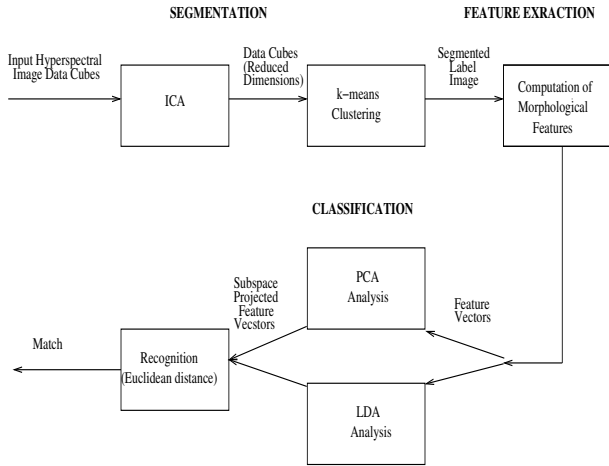 SEGMENTATION
FEATURE EXRACTION
Input Hyperspectral
Image Data Cubes
ICA
Data Cubes
(Reduced
Dimensions)
k-means
Clustering
Segmented
Label
Image
Computation of
Morphological
Features
CLASSIFICATION
PCA
Analysis
Feature
Vectors
LDA
Analysis
Subspace
Projected
Feature
Vecstors
Recognition
(Euclidean distance)
Match